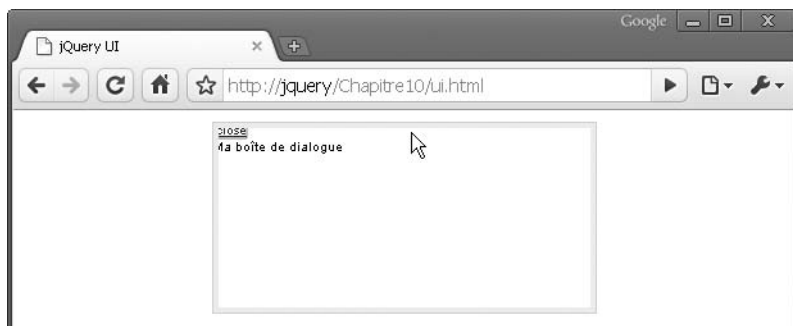 Google
jQuery UI
http://jquery/Chapitre10/ui.html
close
Ma boîte de dialogue